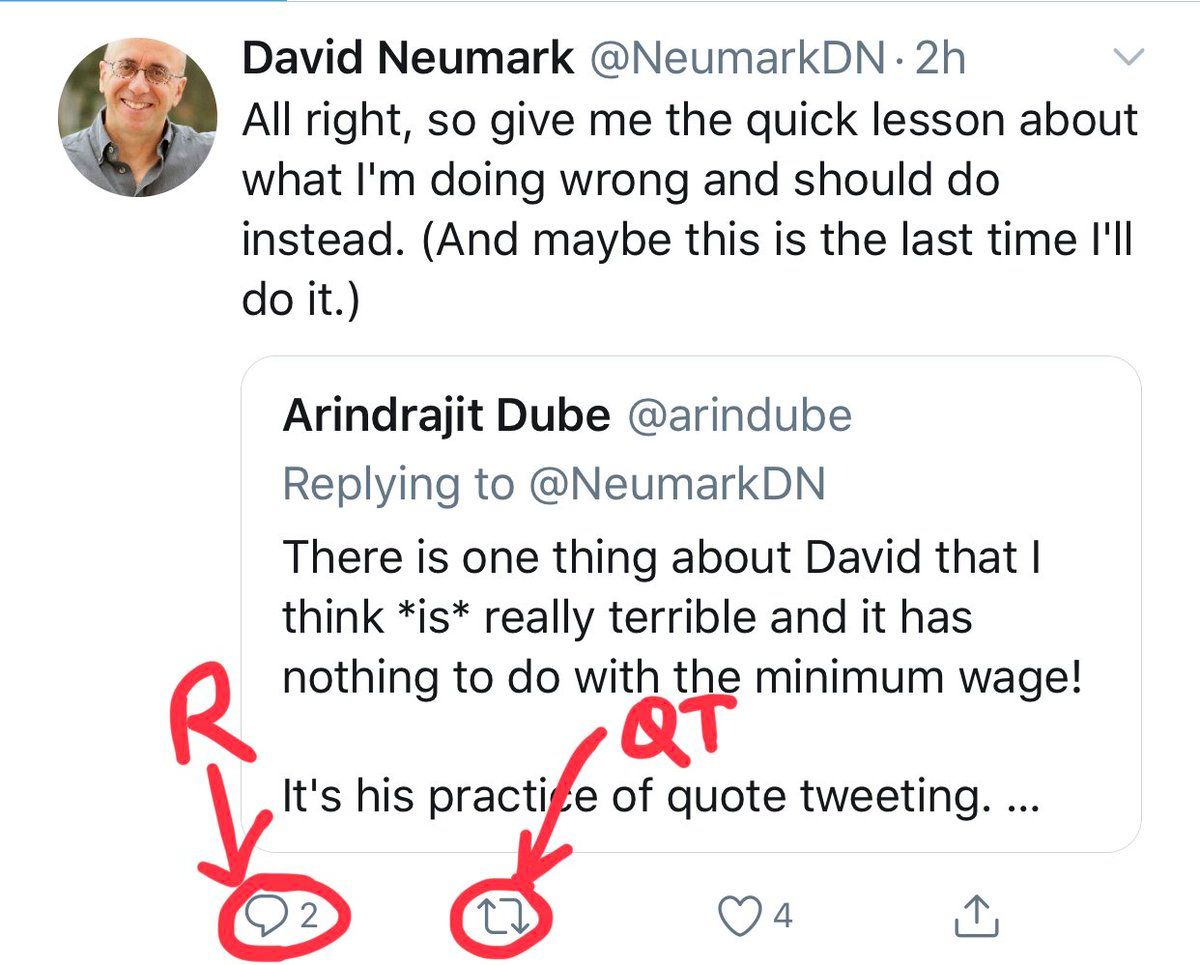 David Neumark @NeumarkDN · 2h
All right, so give me the quick lesson about
what I'm doing wrong and should do
instead. (And maybe this is the last time I'll
do it.)
Arindrajit Dube @arindube
Replying to @NeumarkDN
There is one thing about David that I
think *is* really terrible and it has
nothing to do with the minimum wage!
R QT
It's his practice of quote tweeting. ...
2 4